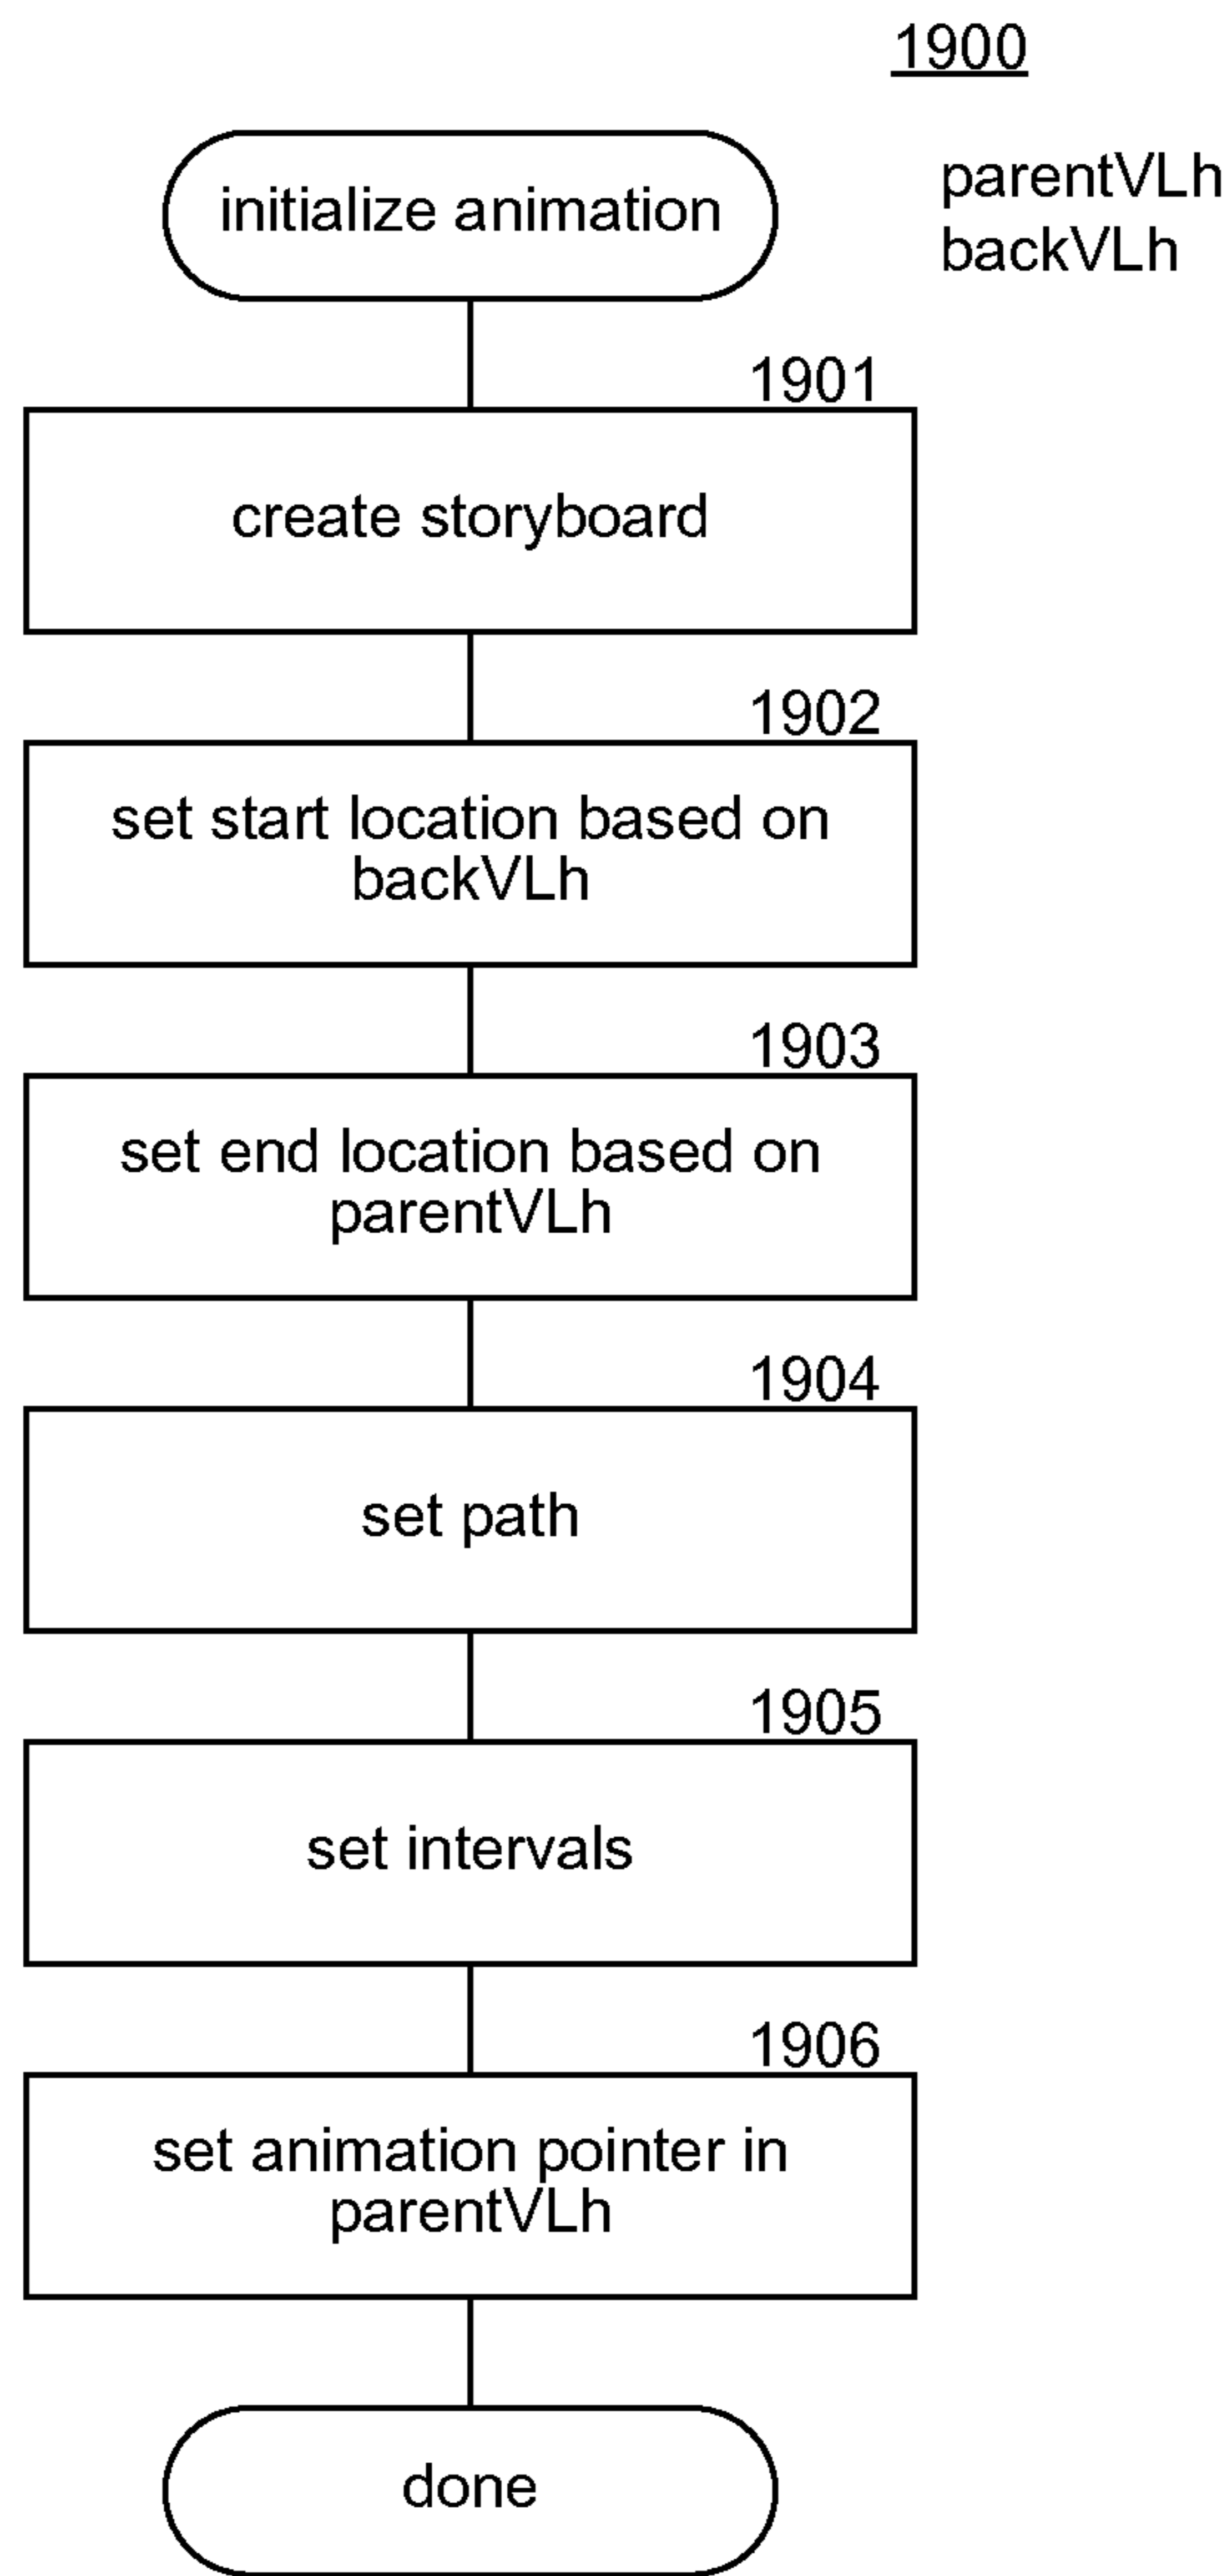 1900
initialize animation
parentVLh
backVLh
1901
create storyboard
1902
set start location based on
backVLh
1903
set end location based on
parentVLh
1904
set path
1905
set intervals
1906
set animation pointer in
parentVLh
done